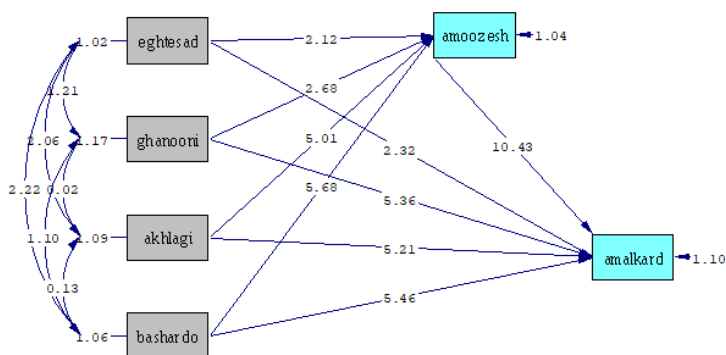 1.02 eghtesad 2.12 amoozesh 1.04
1.21 2.68
2.06 1.17 ghanooni 5.01 2.32 10.43
2.22 0.02 5.68 5.36
1.10 1.09 akhlagi 5.21 amalkard 1.10
0.13 5.46
1.06 bashardo